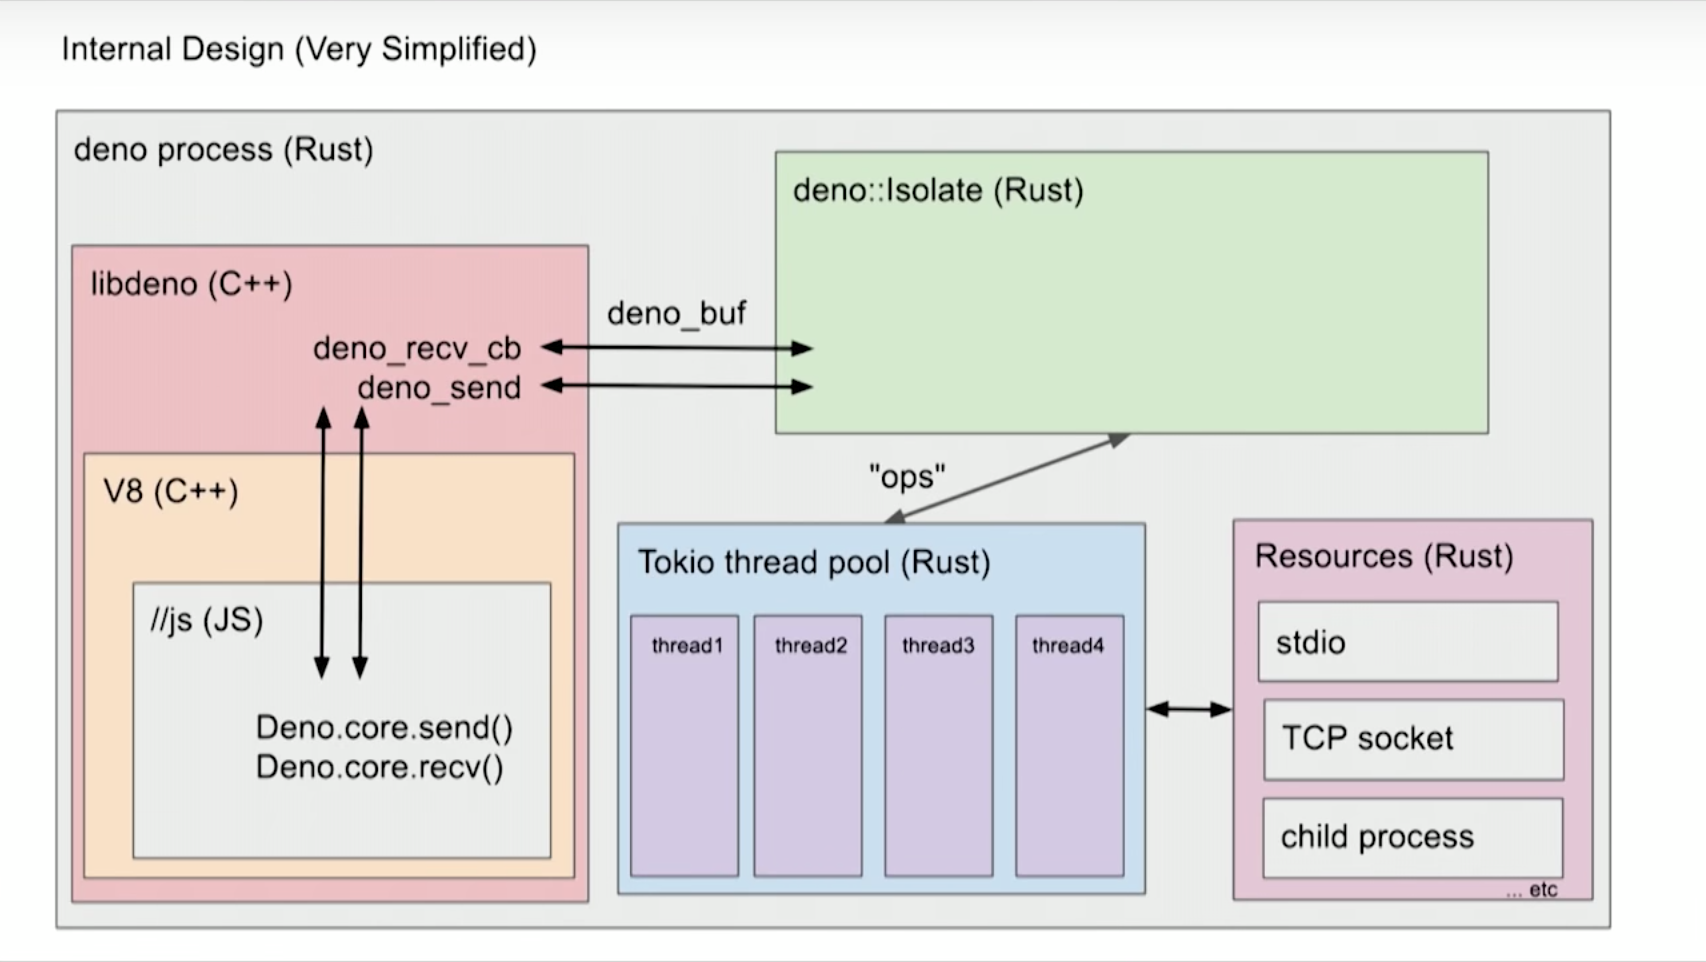 Internal Design (Very Simplified)
deno process (Rust)
deno::Isolate (Rust)
libdeno (C++)
deno_buf
deno_recv_cb
deno_send
"ops"
V8 (C++)
//js (JS)
Deno.core.send()
Deno.core.recv()
Tokio thread pool (Rust)
thread1
thread2
thread3
thread4
Resources (Rust)
stdio
TCP socket
child process
... etc